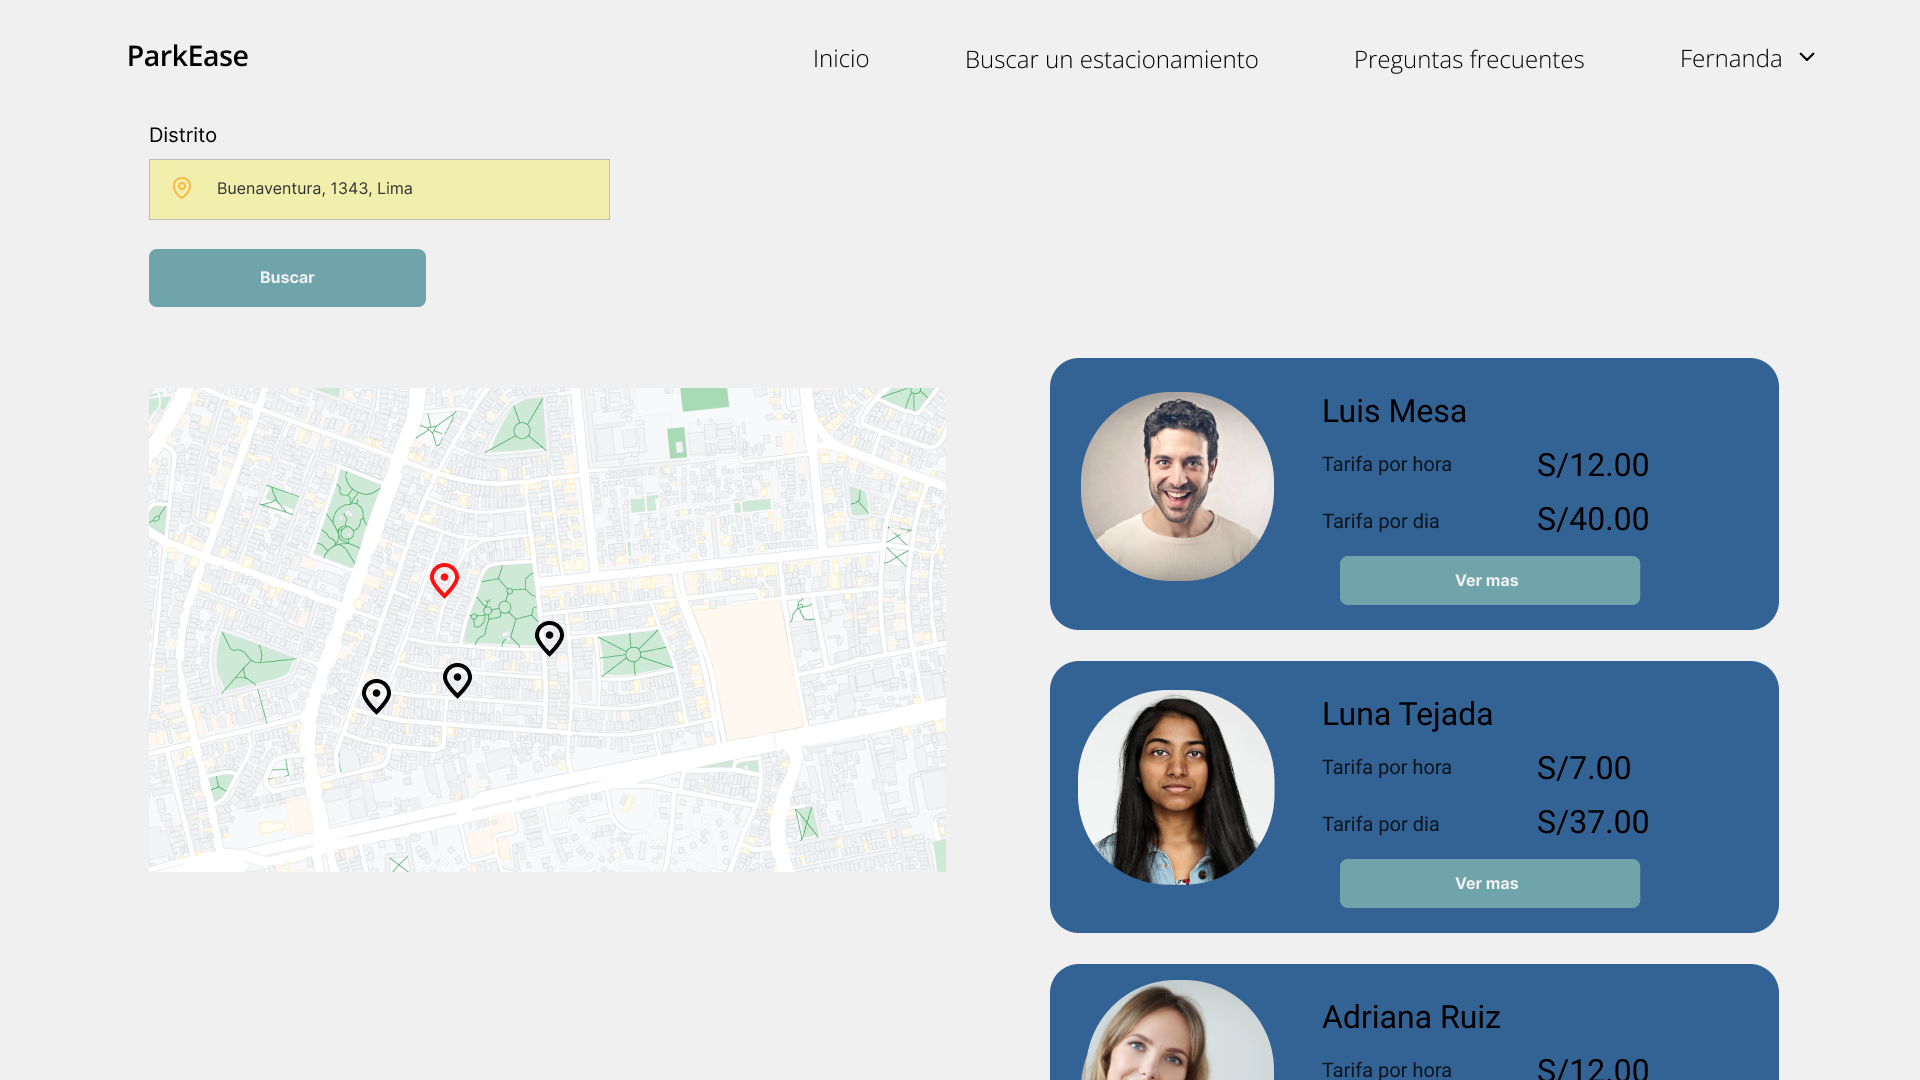 ParkEase
Inicio
Buscar un estacionamiento
Preguntas frecuentes
Fernanda
Distrito
Buenaventura, 1343, Lima
Buscar
Luis Mesa
Tarifa por hora S/12.00
Tarifa por dia S/40.00
Ver mas
Luna Tejada
Tarifa por hora S/7.00
Tarifa por dia S/37.00
Ver mas
Adriana Ruiz
Tarifa por hora S/12.00